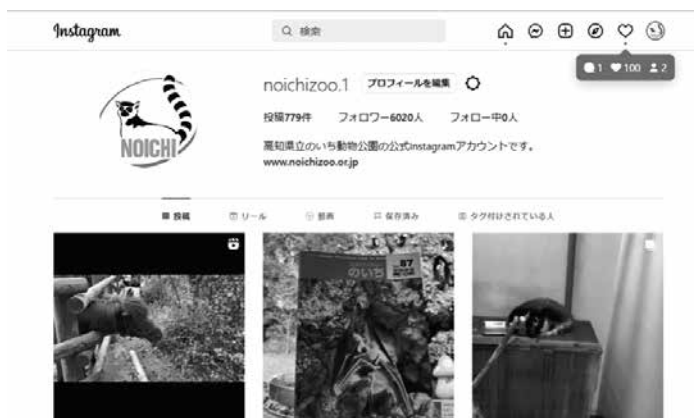 Instagram
検索
1 100 2
noichizoo.1 プロフィールを編集
投稿779件 フォロワー6020人 フォロー中0人
高知県立のいち動物公園の公式Instagramアカウントです。
www.noichizoo.or.jp
NOICHI
投稿 リール 動画 保存済み タグ付けされている人
のいち 87